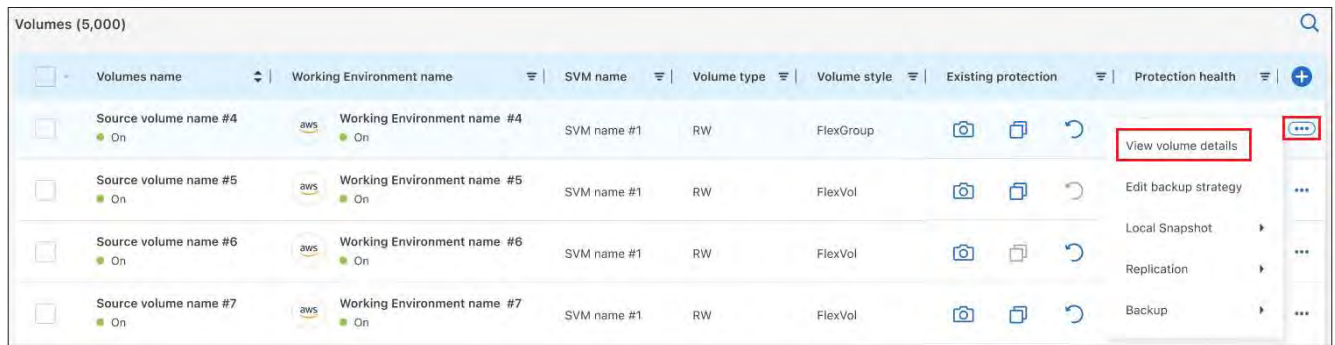 Volumes (5,000)
Volumes name Working Environment name SVM name Volume type Volume style Existing protection Protection health
Source volume name #4 aws Working Environment name #4 SVM name #1 RW FlexGroup
On On
View volume details
Source volume name #5 aws Working Environment name #5 SVM name #1 RW FlexVol
On On
Edit backup strategy
Local Snapshot
Source volume name #6 aws Working Environment name #6 SVM name #1 RW FlexVol
On On
Replication
Source volume name #7 aws Working Environment name #7 SVM name #1 RW FlexVol
On On
Backup